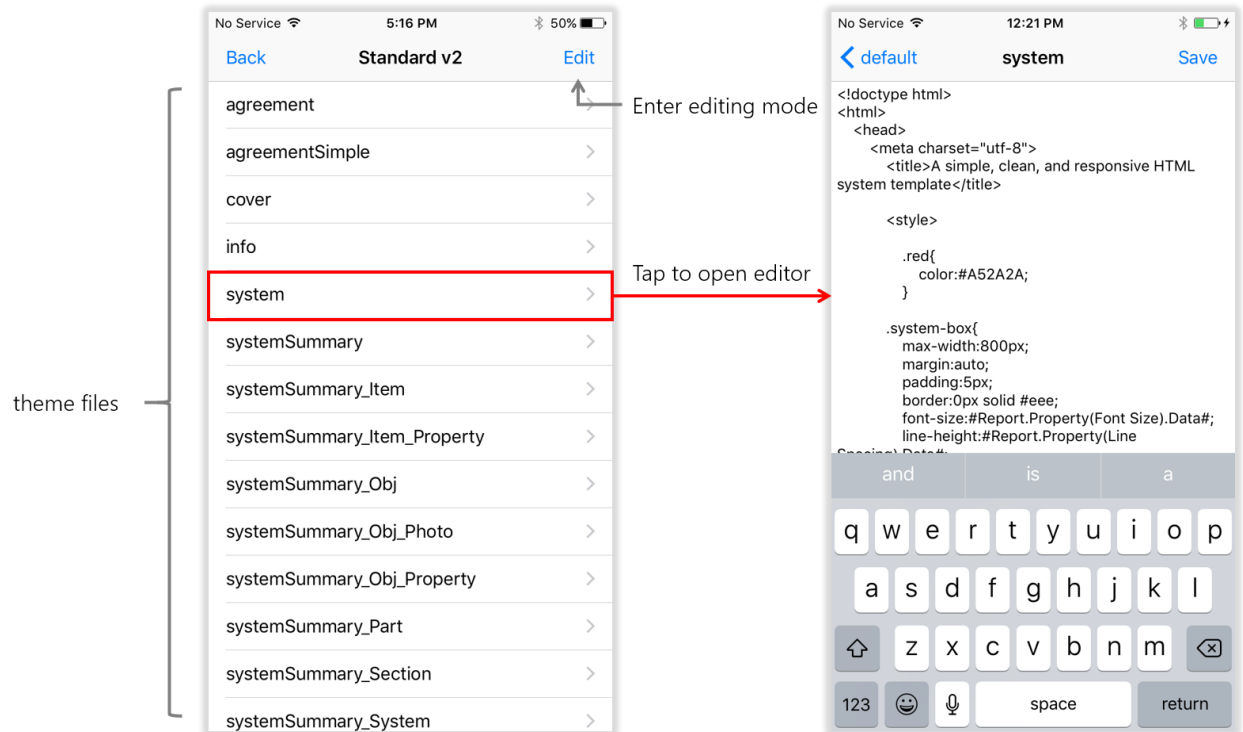 No Service 5:16 PM 50%
Back Standard v2 Edit
agreement
agreementSimple
cover
info
system
systemSummary
systemSummary_Item
systemSummary_Item_Property
systemSummary_Obj
systemSummary_Obj_Photo
systemSummary_Obj_Property
systemSummary_Part
systemSummary_Section
systemSummary_System
theme files
Enter editing mode
Tap to open editor
No Service 12:21 PM
default system Save
<!doctype html>
<html>
<head>
<meta charset="utf-8">
<title>A simple, clean, and responsive HTML
system template</title>
<style>
.red{
color:#A52A2A;
}
.system-box{
max-width:800px;
margin:auto;
padding:5px;
border:0px solid #eee;
font-size:#Report.Property(Font Size).Data#;
line-height:#Report.Property(Line
Spacing).Data#;
and is a
q w e r t y u i o p
a s d f g h j k l
z x c v b n m
123 space return